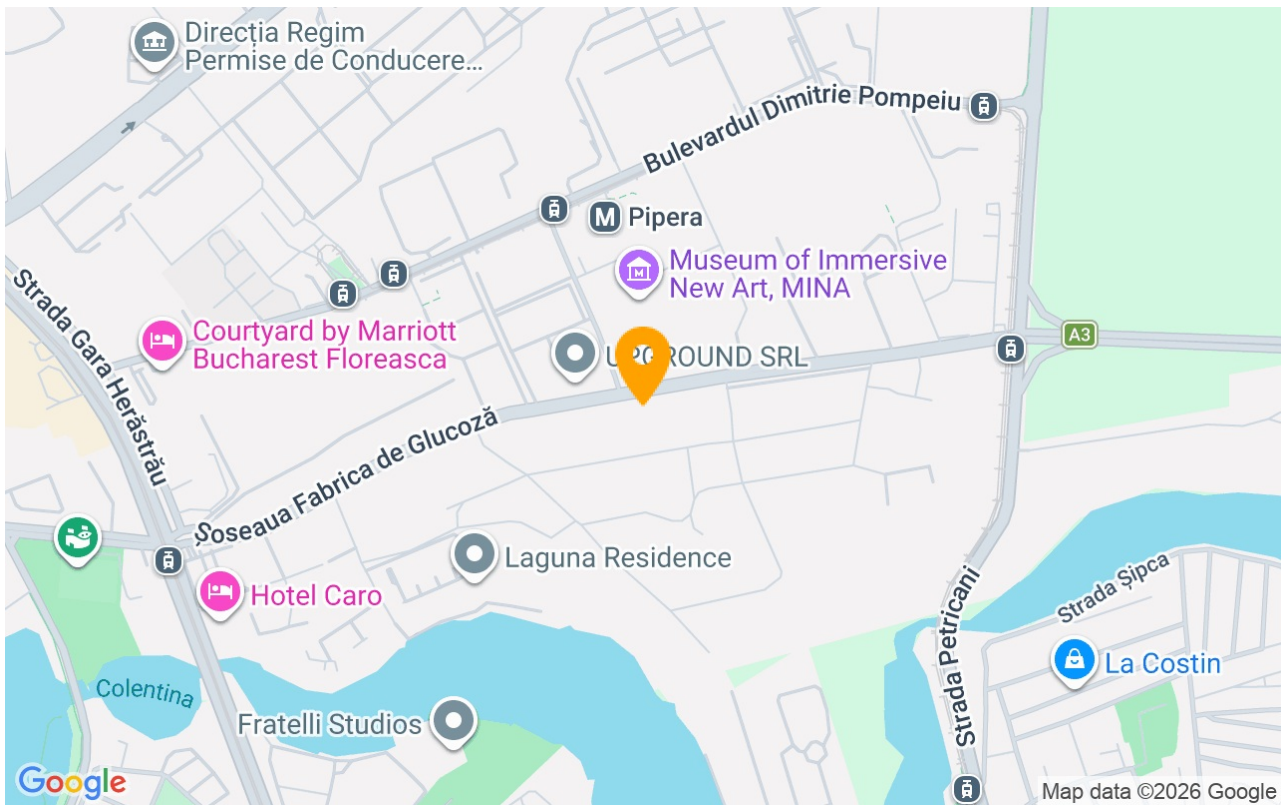 Direcția Regim
Permise de Conducere...
Bulevardul Dimitrie Pompeiu
M Pipera
Museum of Immersive
New Art, MINA
Strada Gara Herăstrău
Courtyard by Marriott
Bucharest Floreasca
A3
Șoseaua Fabrica de Glucoză
Laguna Residence
Hotel Caro
Strada Șipca
Strada Petricani
La Costin
Colentina
Fratelli Studios
Google
Map data ©2026 Google